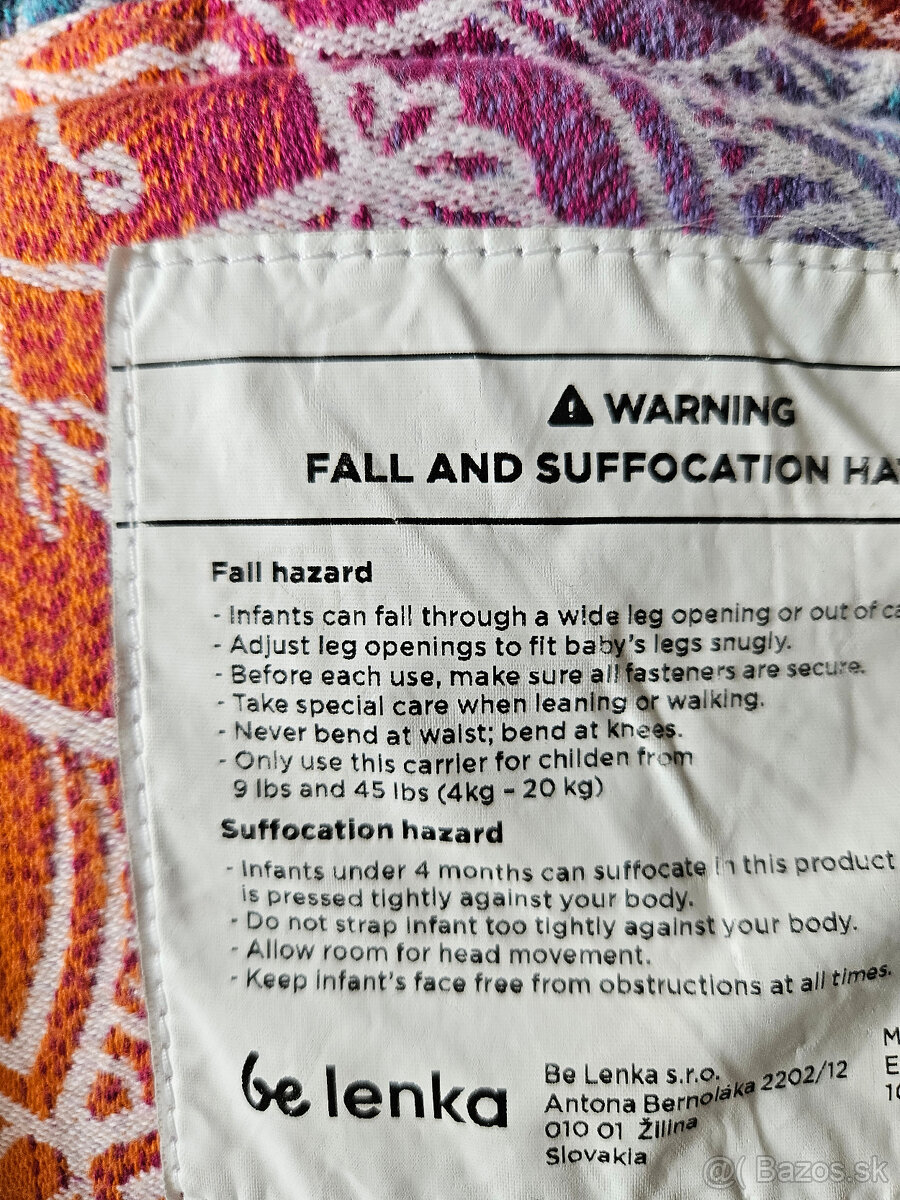 WARNING
FALL AND SUFFOCATION
Fall hazard
- Infants can fall through a wide leg opening or out of
- Adjust leg openings to fit baby's legs snugly.
- Before each use, make sure all fasteners are secure.
- Take special care when leaning or walking.
- Never bend at waist; bend at knees.
- Only use this carrier for childen from
9 lbs and 45 lbs (4kg - 20 kg)
Suffocation hazard
- Infants under 4 months can suffocate in this product
is pressed tightly against your body.
- Do not strap infant too tightly against your body.
- Allow room for head movement.
- Keep infant's face free from obstructions at all times.
be lenka
Be Lenka s.r.o.
Antona Bernoláka 2202/12
010 01 Žilina
Slovakia
@( Bazos.sk